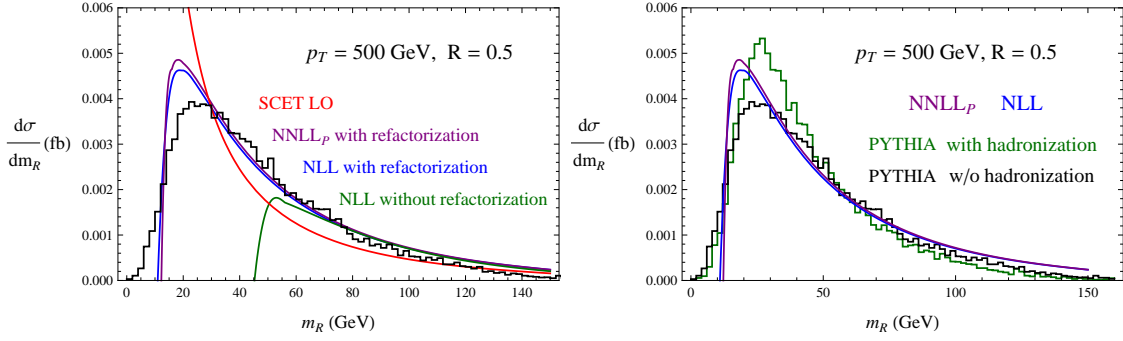 p_T = 500 GeV, R = 0.5
SCET LO
NNLL_P with refactorization
NLL with refactorization
NLL without refactorization
dσ/dm_R (fb)
0.006
0.005
0.004
0.003
0.002
0.001
0.000
0 20 40 60 80 100 120 140
m_R (GeV)
p_T = 500 GeV, R = 0.5
NNLL_P NLL
PYTHIA with hadronization
PYTHIA w/o hadronization
dσ/dm_R (fb)
0.006
0.005
0.004
0.003
0.002
0.001
0.000
0 50 100 150
m_R (GeV)